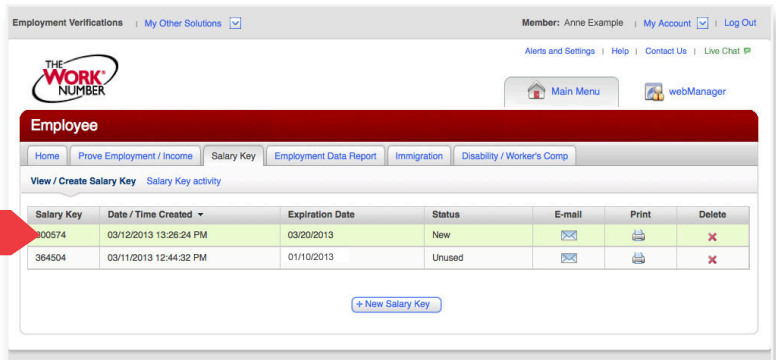 Employment Verifications | My Other Solutions
Member: Anne Example | My Account | Log Out
Alerts and Settings | Help | Contact Us | Live Chat
THE
WORK
NUMBER®
Main Menu
webManager
Employee
Home Prove Employment / Income Salary Key Employment Data Report Immigration Disability / Worker's Comp
View / Create Salary Key Salary Key activity
Salary Key Date / Time Created Expiration Date Status E-mail Print Delete
03/12/2013 13:26:24 PM 03/20/2013 New
364504 03/11/2013 12:44:32 PM 01/10/2013 Unused
+ New Salary Key